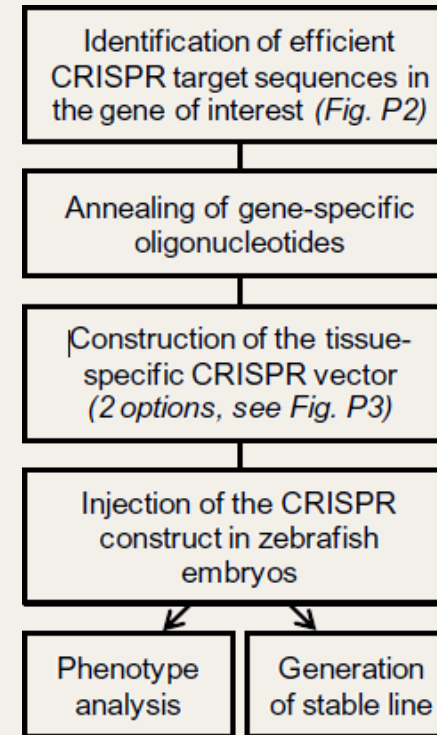 Identification of efficient
CRISPR target sequences in
the gene of interest (Fig. P2)
Annealing of gene-specific
oligonucleotides
Construction of the tissue-
specific CRISPR vector
(2 options, see Fig. P3)
Injection of the CRISPR
construct in zebrafish
embryos
Phenotype
analysis
Generation
of stable line